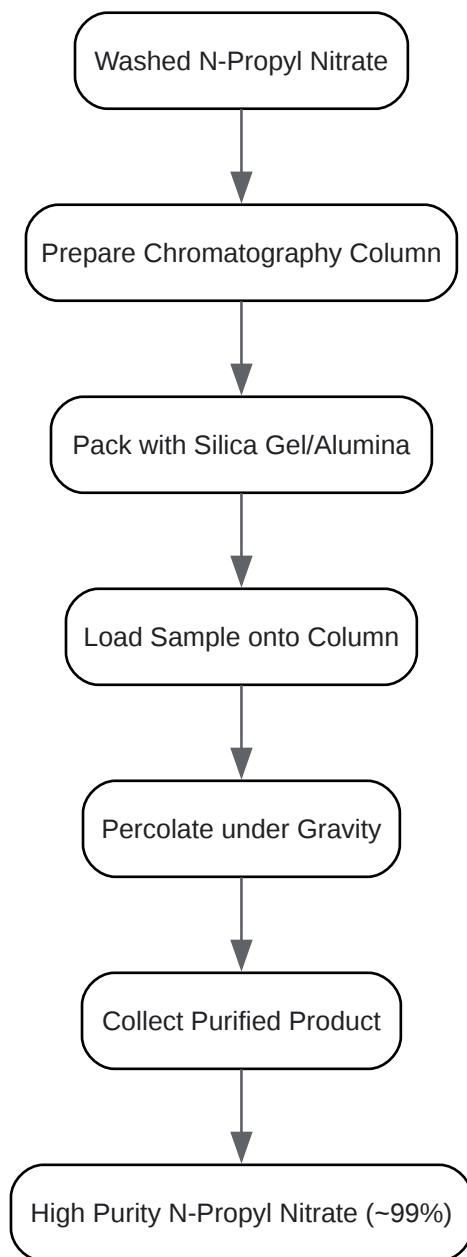 Washed N-Propyl Nitrate
Prepare Chromatography Column
Pack with Silica Gel/Alumina
Load Sample onto Column
Percolate under Gravity
Collect Purified Product
High Purity N-Propyl Nitrate (~99%)